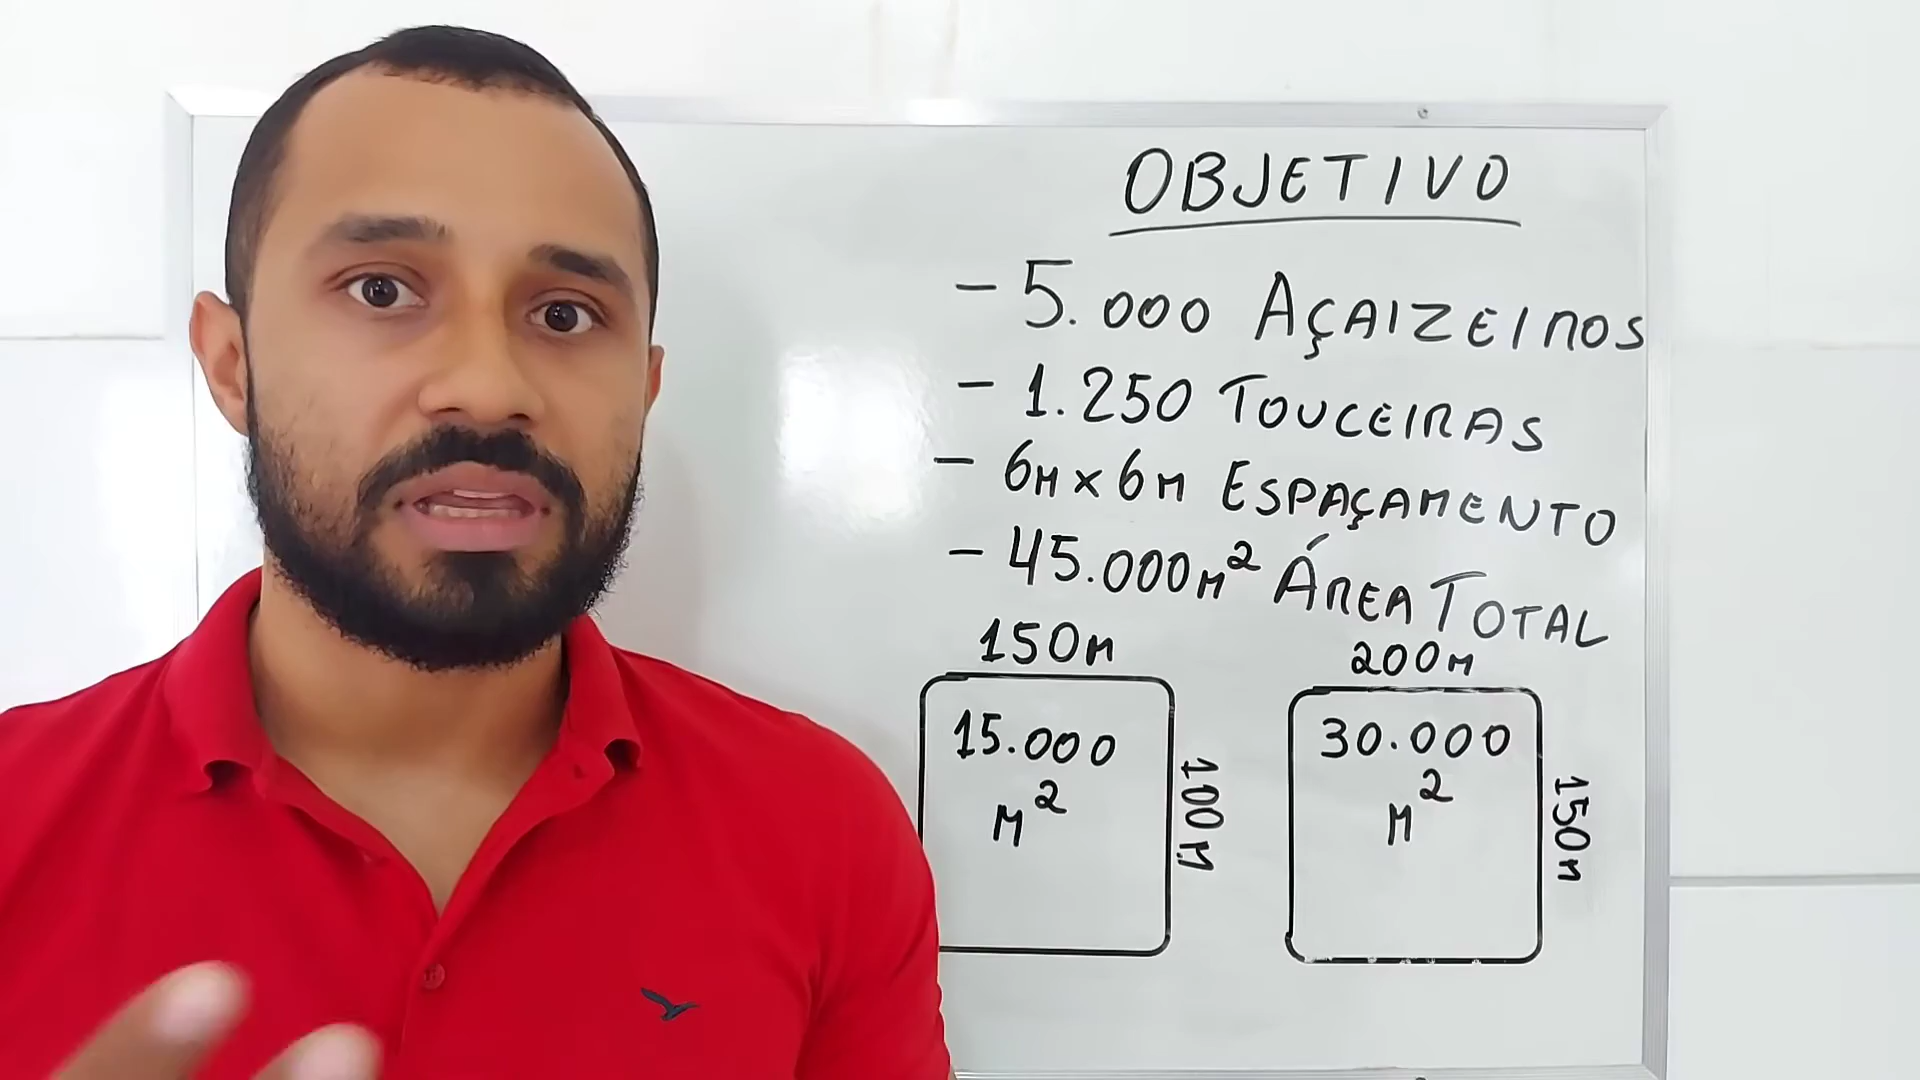 OBJETIVO
- 5.000 AÇAIZEIROS
- 1.250 TOUCEIRAS
- 6M x 6M ESPAÇAMENTO
- 45.000M² ÁREA TOTAL
150M
15.000
M²
100M
200M
30.000
M²
150M